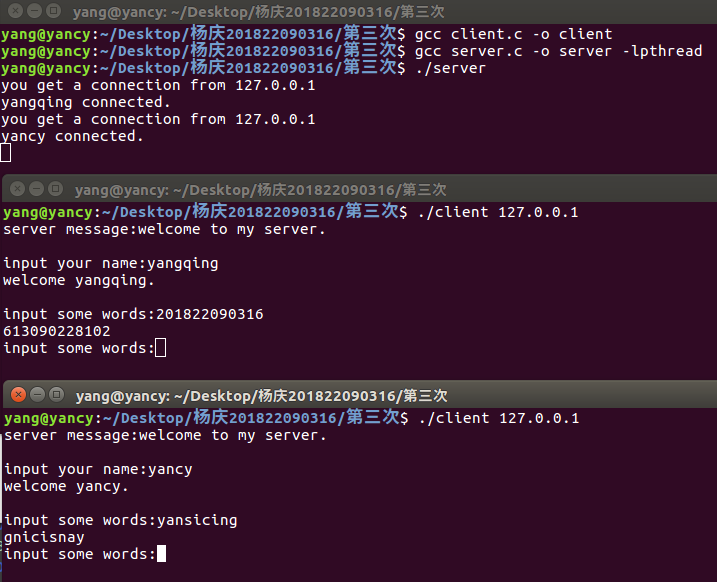 yang@yancy: ~/Desktop/杨庆201822090316/第三次
yang@yancy:~/Desktop/杨庆201822090316/第三次$ gcc client.c -o client
yang@yancy:~/Desktop/杨庆201822090316/第三次$ gcc server.c -o server -lpthread
yang@yancy:~/Desktop/杨庆201822090316/第三次$ ./server
you get a connection from 127.0.0.1
yangqing connected.
you get a connection from 127.0.0.1
yancy connected.
yang@yancy: ~/Desktop/杨庆201822090316/第三次
yang@yancy:~/Desktop/杨庆201822090316/第三次$ ./client 127.0.0.1
server message:welcome to my server.
input your name:yangqing
welcome yangqing.
input some words:201822090316
613090228102
input some words:
yang@yancy: ~/Desktop/杨庆201822090316/第三次
yang@yancy:~/Desktop/杨庆201822090316/第三次$ ./client 127.0.0.1
server message:welcome to my server.
input your name:yancy
welcome yancy.
input some words:yansicing
gnicisnay
input some words: